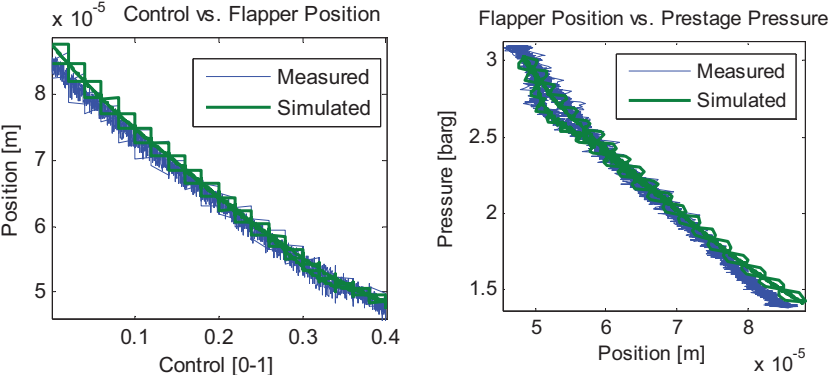 x 10⁻⁵ Control vs. Flapper Position
Measured
Simulated
8
7
6
5
Position [m]
0.1 0.2 0.3 0.4
Control [0-1]
Flapper Position vs. Prestage Pressure
Measured
Simulated
3
2.5
2
1.5
Pressure [barg]
5 6 7 8
Position [m]
x 10⁻⁵